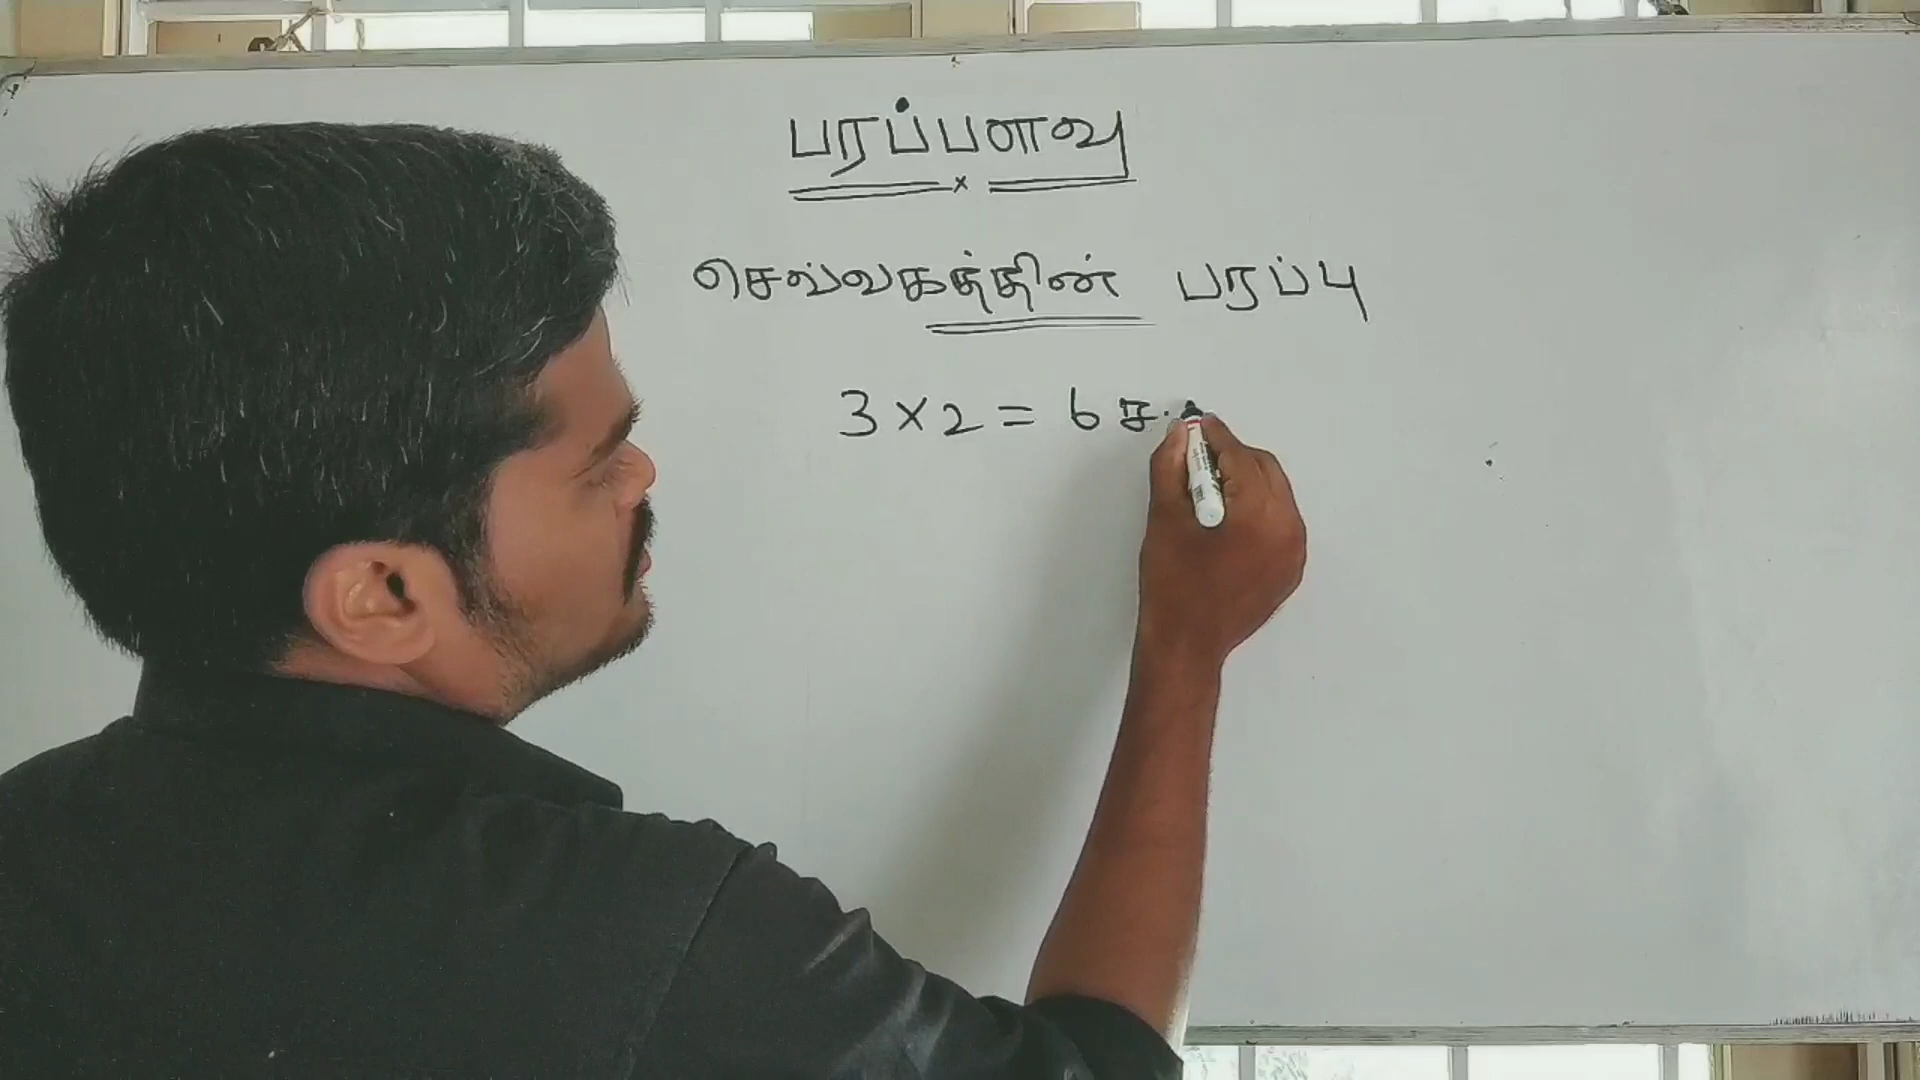 பரப்பளவு
செவ்வகத்தின் பரப்பு
3 × 2 = 6 ச.